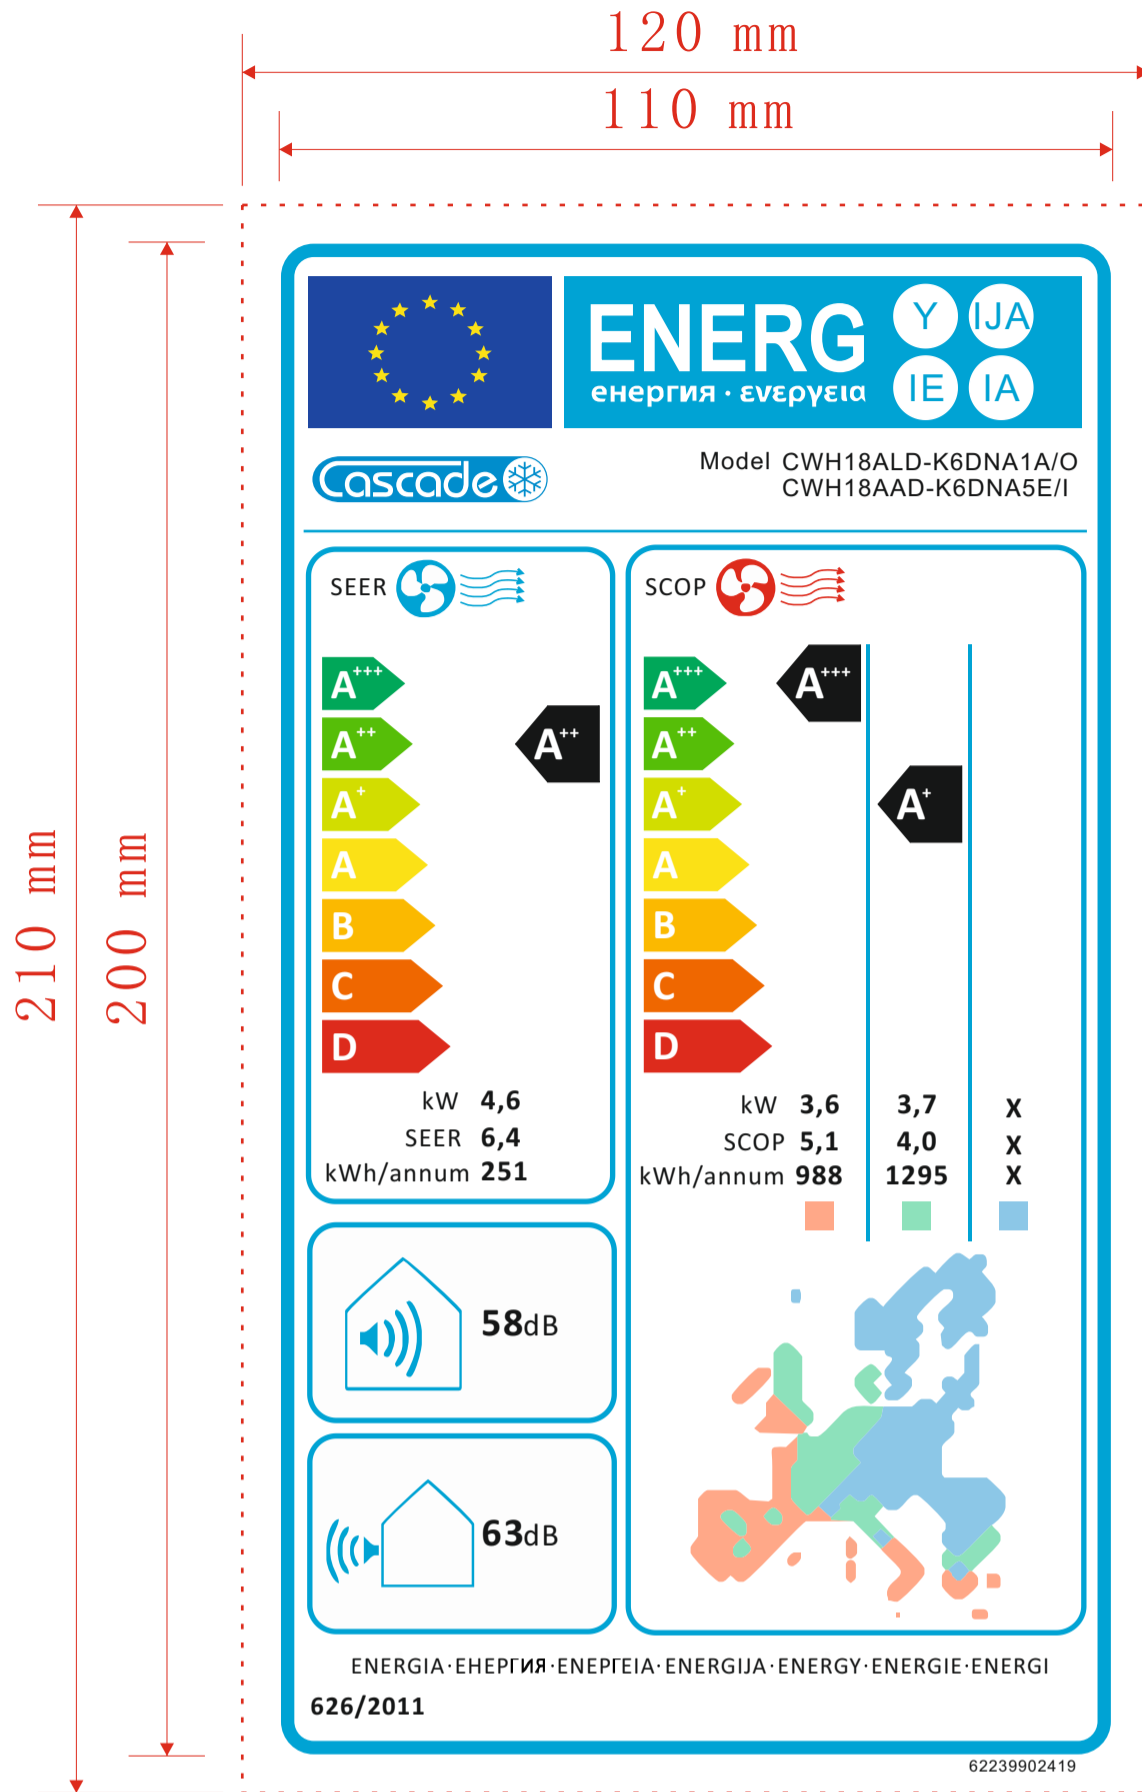 120 mm
110 mm
210 mm
200 mm
ENERG
енергия · ενεργεια
Y IJA
IE IA
Cascade
Model CWH18ALD-K6DNA1A/O
CWH18AAD-K6DNA5E/I
SEER
A+++
A++
A+
A
B
C
D
A++
kW 4,6
SEER 6,4
kWh/annum 251
SCOP
A+++
A++
A+
A
B
C
D
A+++
A+
kW 3,6 3,7 X
SCOP 5,1 4,0 X
kWh/annum 988 1295 X
58dB
63dB
ENERGIA·ЕНЕРГИЯ·ΕΝΕΡΓΕΙΑ·ENERGIJA·ENERGY·ENERGIE·ENERGI
626/2011
62239902419